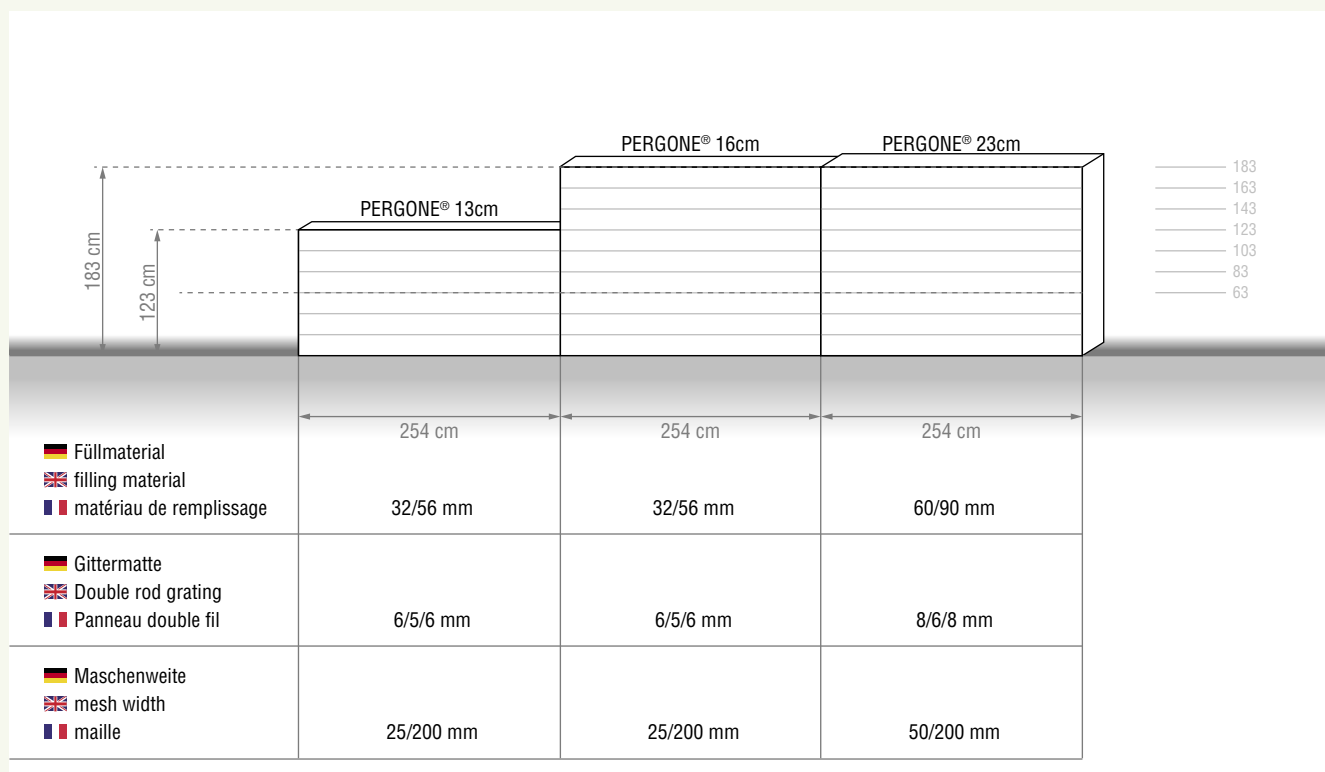 PERGONE® 16cm
PERGONE® 23cm
PERGONE® 13cm
183 cm
123 cm
183
163
143
123
103
83
63
254 cm
254 cm
254 cm
Füllmaterial
filling material
matériau de remplissage
32/56 mm
32/56 mm
60/90 mm
Gittermatte
Double rod grating
Panneau double fil
6/5/6 mm
6/5/6 mm
8/6/8 mm
Maschenweite
mesh width
maille
25/200 mm
25/200 mm
50/200 mm